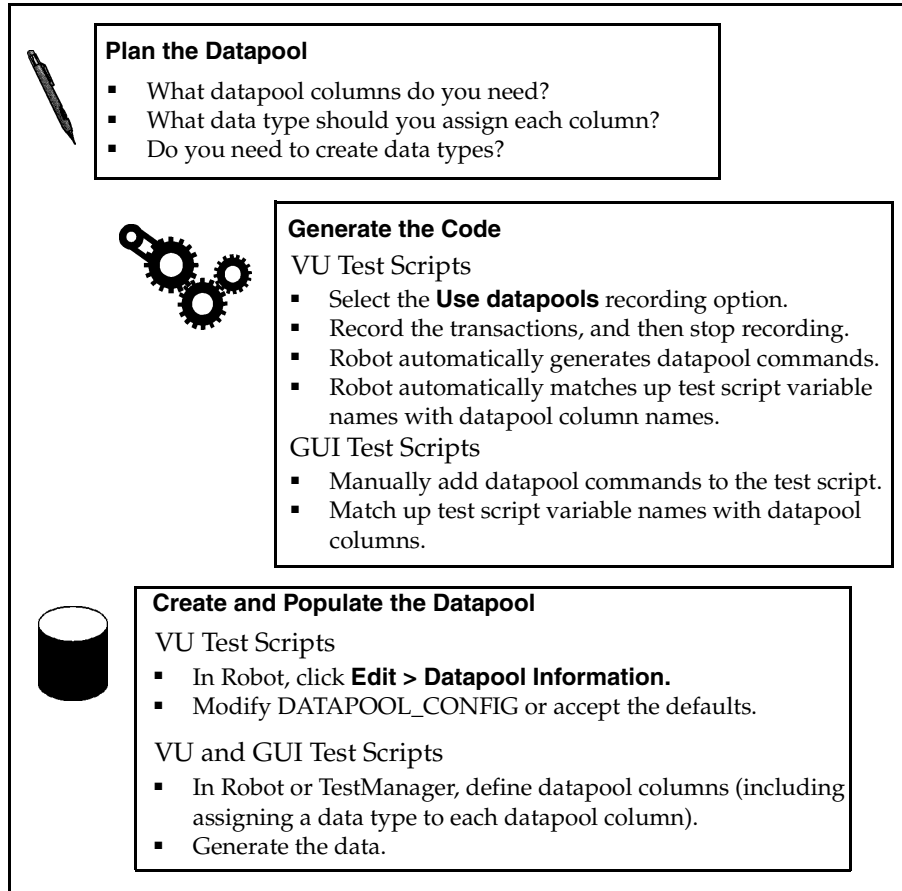 Plan the Datapool
▪ What datapool columns do you need?
▪ What data type should you assign each column?
▪ Do you need to create data types?
Generate the Code
VU Test Scripts
▪ Select the Use datapools recording option.
▪ Record the transactions, and then stop recording.
▪ Robot automatically generates datapool commands.
▪ Robot automatically matches up test script variable
names with datapool column names.
GUI Test Scripts
▪ Manually add datapool commands to the test script.
▪ Match up test script variable names with datapool
columns.
Create and Populate the Datapool
VU Test Scripts
▪ In Robot, click Edit > Datapool Information.
▪ Modify DATAPOOL_CONFIG or accept the defaults.
VU and GUI Test Scripts
▪ In Robot or TestManager, define datapool columns (including
assigning a data type to each datapool column).
▪ Generate the data.